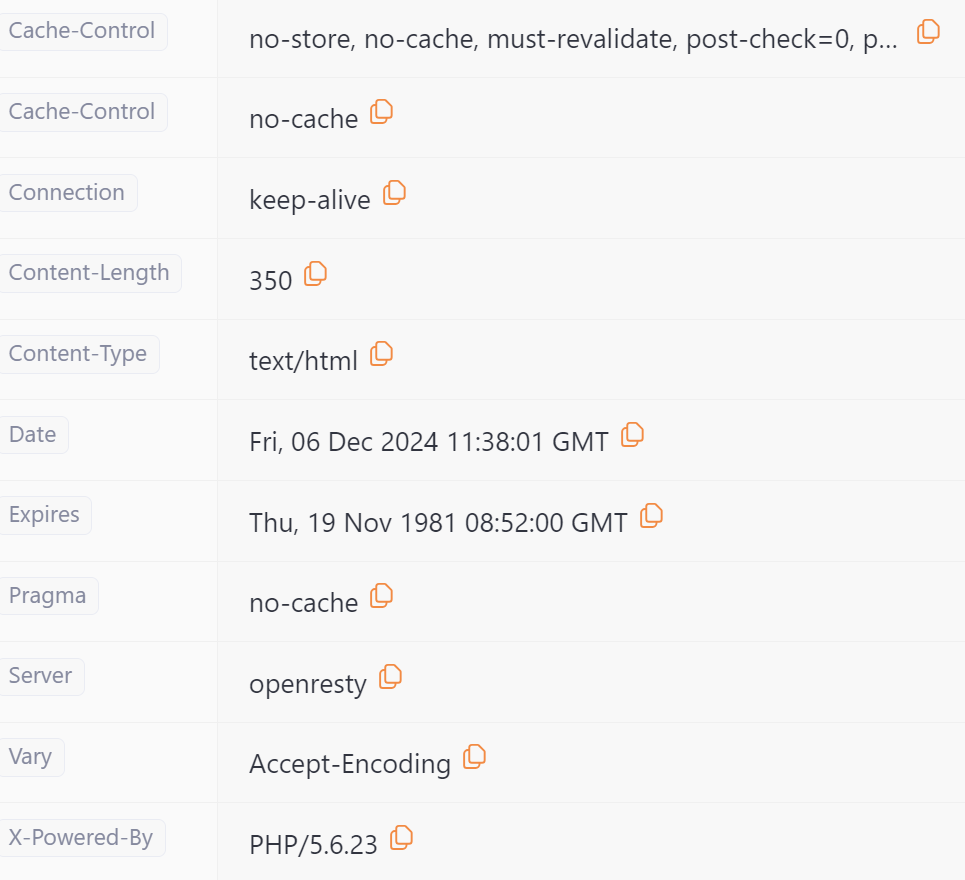 Cache-Control no-store, no-cache, must-revalidate, post-check=0, p...
Cache-Control no-cache
Connection keep-alive
Content-Length 350
Content-Type text/html
Date Fri, 06 Dec 2024 11:38:01 GMT
Expires Thu, 19 Nov 1981 08:52:00 GMT
Pragma no-cache
Server openresty
Vary Accept-Encoding
X-Powered-By PHP/5.6.23